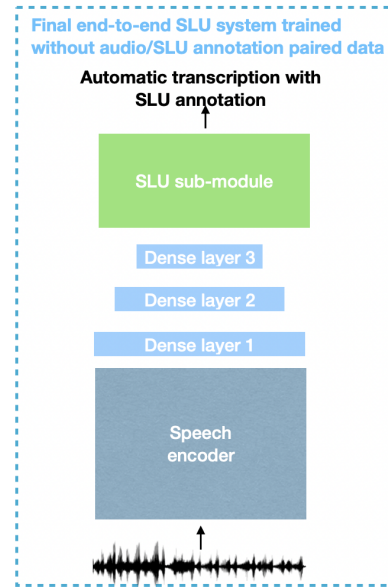 Final end-to-end SLU system trained
without audio/SLU annotation paired data
Automatic transcription with
SLU annotation
SLU sub-module
Dense layer 3
Dense layer 2
Dense layer 1
Speech
encoder